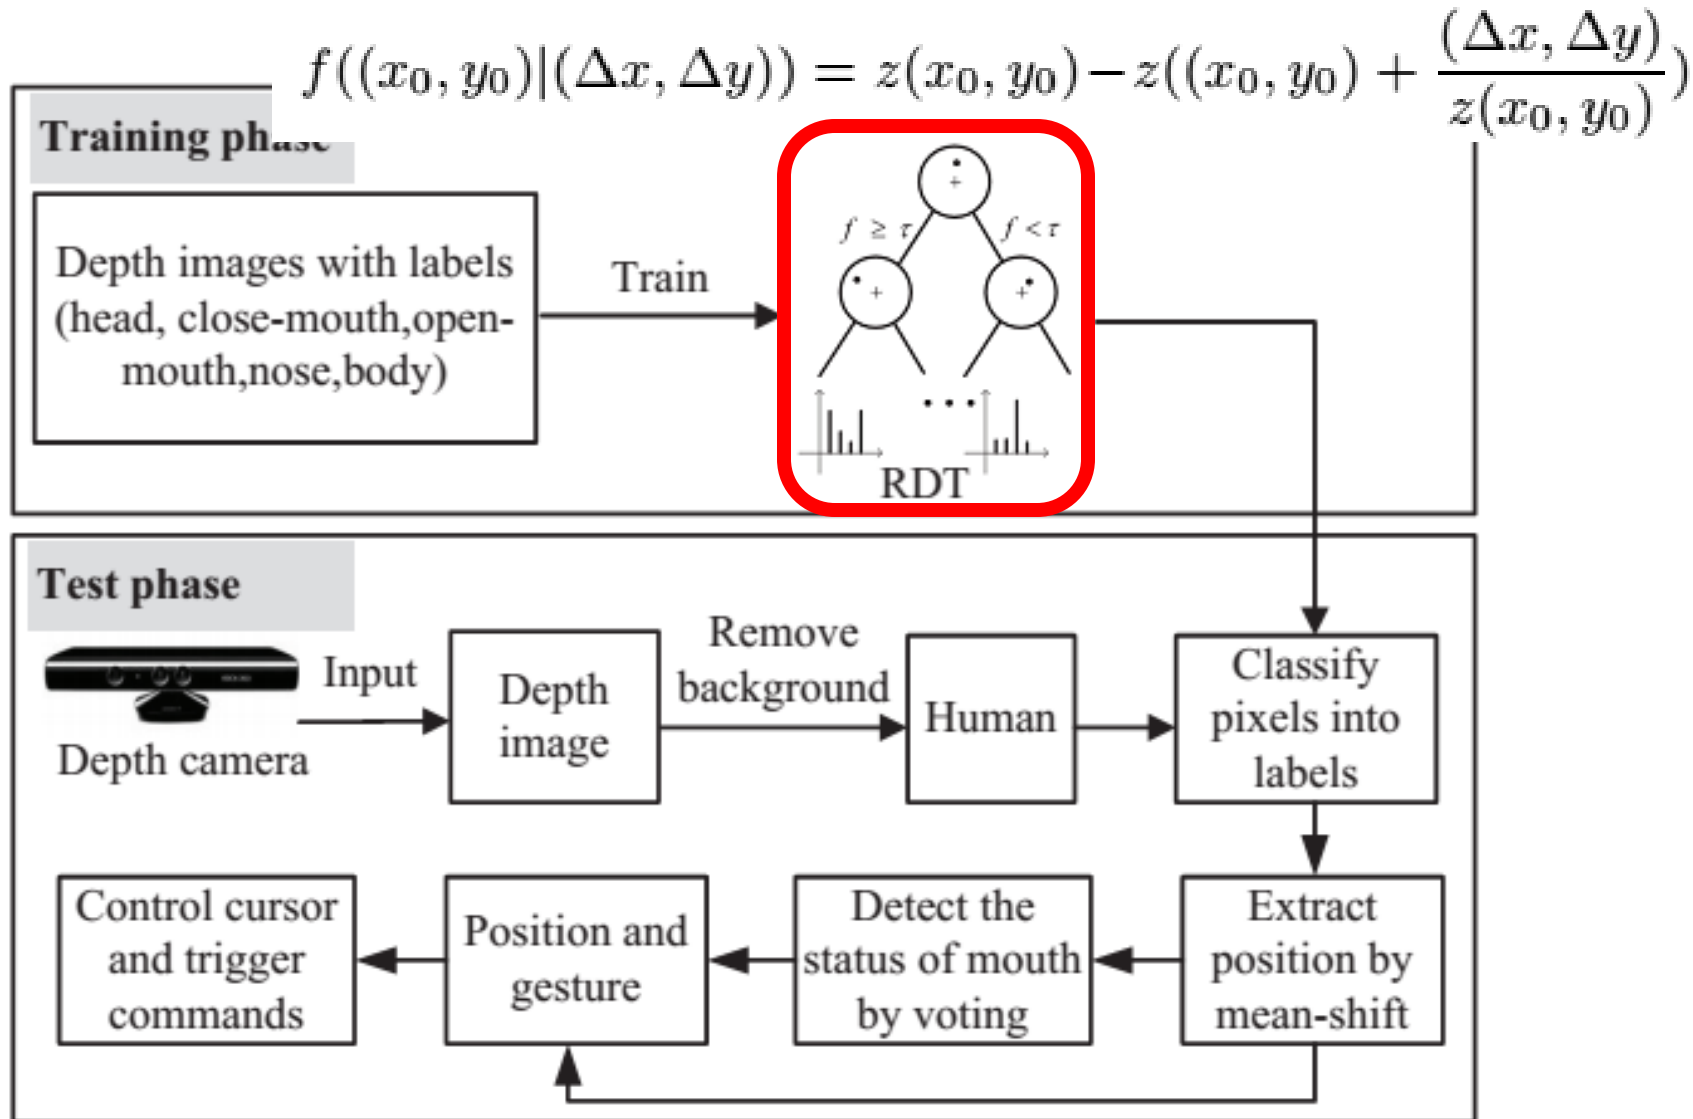 f((x₀, y₀)|(Δx, Δy)) = z(x₀, y₀)−z((x₀, y₀) + (Δx, Δy)/z(x₀, y₀))
Training phase
Depth images with labels
(head, close-mouth,open-
mouth,nose,body)
Train
f ≥ τ
f < τ
RDT
Test phase
Depth camera
Input
Depth
image
Remove
background
Human
Classify
pixels into
labels
Extract
position by
mean-shift
Detect the
status of mouth
by voting
Position and
gesture
Control cursor
and trigger
commands